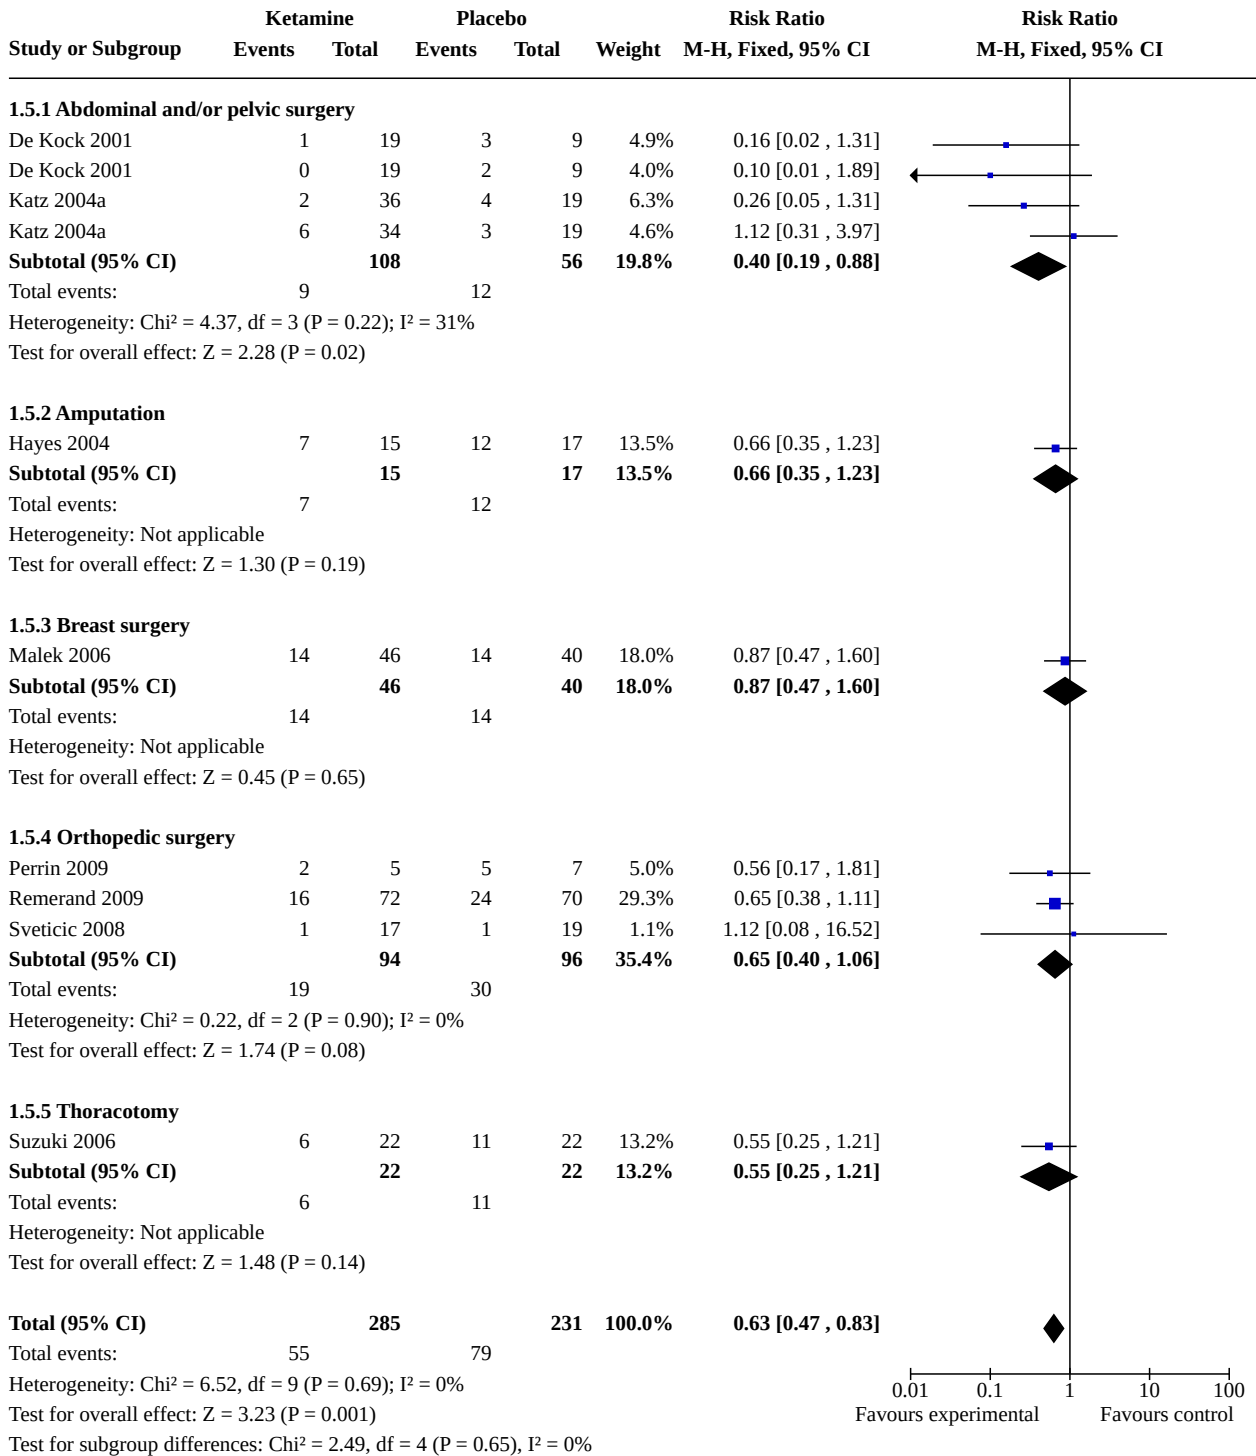 Ketamine Placebo Risk Ratio Risk Ratio
Study or Subgroup Events Total Events Total Weight M-H, Fixed, 95% CI M-H, Fixed, 95% CI
1.5.1 Abdominal and/or pelvic surgery
De Kock 2001 1 19 3 9 4.9% 0.16 [0.02 , 1.31]
De Kock 2001 0 19 2 9 4.0% 0.10 [0.01 , 1.89]
Katz 2004a 2 36 4 19 6.3% 0.26 [0.05 , 1.31]
Katz 2004a 6 34 3 19 4.6% 1.12 [0.31 , 3.97]
Subtotal (95% CI) 108 56 19.8% 0.40 [0.19 , 0.88]
Total events: 9 12
Heterogeneity: Chi² = 4.37, df = 3 (P = 0.22); I² = 31%
Test for overall effect: Z = 2.28 (P = 0.02)
1.5.2 Amputation
Hayes 2004 7 15 12 17 13.5% 0.66 [0.35 , 1.23]
Subtotal (95% CI) 15 17 13.5% 0.66 [0.35 , 1.23]
Total events: 7 12
Heterogeneity: Not applicable
Test for overall effect: Z = 1.30 (P = 0.19)
1.5.3 Breast surgery
Malek 2006 14 46 14 40 18.0% 0.87 [0.47 , 1.60]
Subtotal (95% CI) 46 40 18.0% 0.87 [0.47 , 1.60]
Total events: 14 14
Heterogeneity: Not applicable
Test for overall effect: Z = 0.45 (P = 0.65)
1.5.4 Orthopedic surgery
Perrin 2009 2 5 5 7 5.0% 0.56 [0.17 , 1.81]
Remerand 2009 16 72 24 70 29.3% 0.65 [0.38 , 1.11]
Sveticic 2008 1 17 1 19 1.1% 1.12 [0.08 , 16.52]
Subtotal (95% CI) 94 96 35.4% 0.65 [0.40 , 1.06]
Total events: 19 30
Heterogeneity: Chi² = 0.22, df = 2 (P = 0.90); I² = 0%
Test for overall effect: Z = 1.74 (P = 0.08)
1.5.5 Thoracotomy
Suzuki 2006 6 22 11 22 13.2% 0.55 [0.25 , 1.21]
Subtotal (95% CI) 22 22 13.2% 0.55 [0.25 , 1.21]
Total events: 6 11
Heterogeneity: Not applicable
Test for overall effect: Z = 1.48 (P = 0.14)
Total (95% CI) 285 231 100.0% 0.63 [0.47 , 0.83]
Total events: 55 79
Heterogeneity: Chi² = 6.52, df = 9 (P = 0.69); I² = 0%
0.01 0.1 1 10 100
Test for overall effect: Z = 3.23 (P = 0.001)
Favours experimental Favours control
Test for subgroup differences: Chi² = 2.49, df = 4 (P = 0.65), I² = 0%